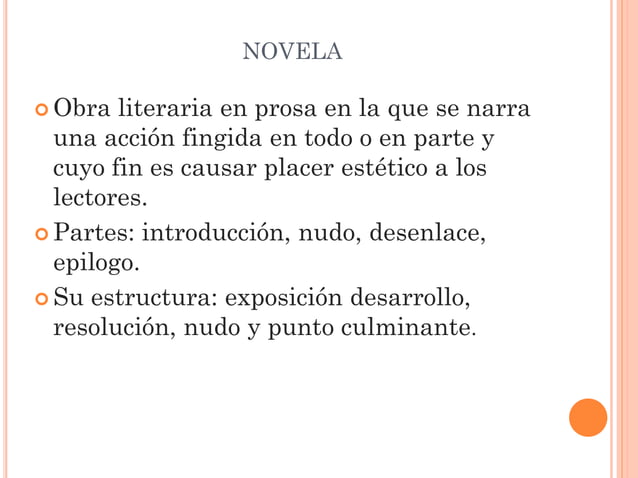 NOVELA
Obra literaria en prosa en la que se narra
una acción fingida en todo o en parte y
cuyo fin es causar placer estético a los
lectores.
Partes: introducción, nudo, desenlace,
epilogo.
Su estructura: exposición desarrollo,
resolución, nudo y punto culminante.